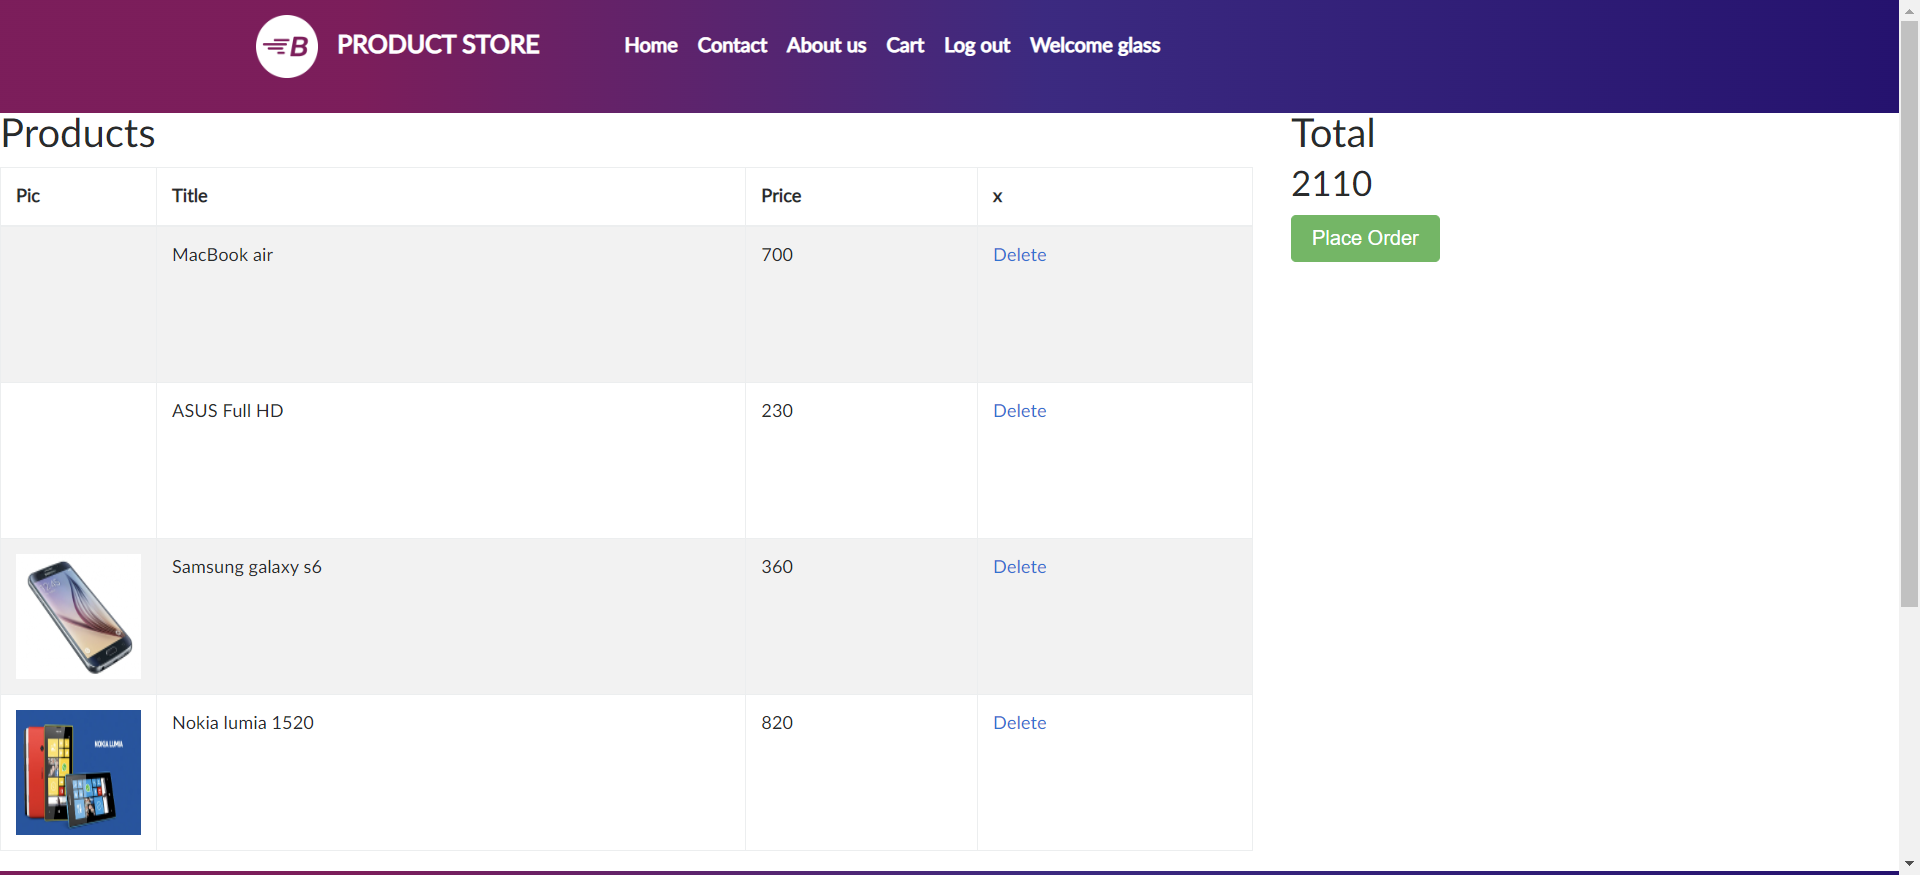 B PRODUCT STORE Home Contact About us Cart Log out Welcome glass
Products
Total
2110
Place Order
Pic Title Price x
MacBook air 700 Delete
ASUS Full HD 230 Delete
Samsung galaxy s6 360 Delete
Nokia lumia 1520 820 Delete
NOKIA LUMIA